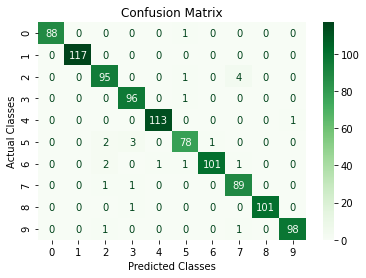 Confusion Matrix
0 88 0 0 0 0 1 0 0 0 0
1 0 117 0 0 0 0 0 0 0 0
2 0 0 95 0 0 1 0 4 0 0
3 0 0 0 96 0 1 0 0 0 0
4 0 0 0 0 113 0 0 0 0 1
5 0 0 2 3 0 78 1 0 0 0
6 0 0 2 0 1 1 101 1 0 0
7 0 0 1 1 0 0 0 89 0 0
8 0 0 0 1 0 0 0 0 101 0
9 0 0 1 0 0 0 0 1 0 98
0 1 2 3 4 5 6 7 8 9
Predicted Classes
Actual Classes
100
80
60
40
20
0